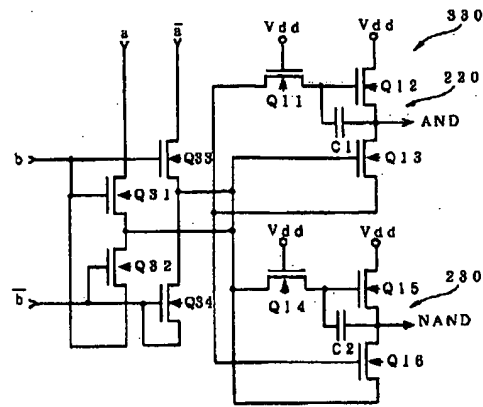 a
a̅
Vdd
Vdd
330
220
Q11
Q12
C1
AND
Q13
b
Q33
Q31
Q32
b̅
Q34
Vdd
Vdd
230
Q14
Q15
C2
NAND
Q16